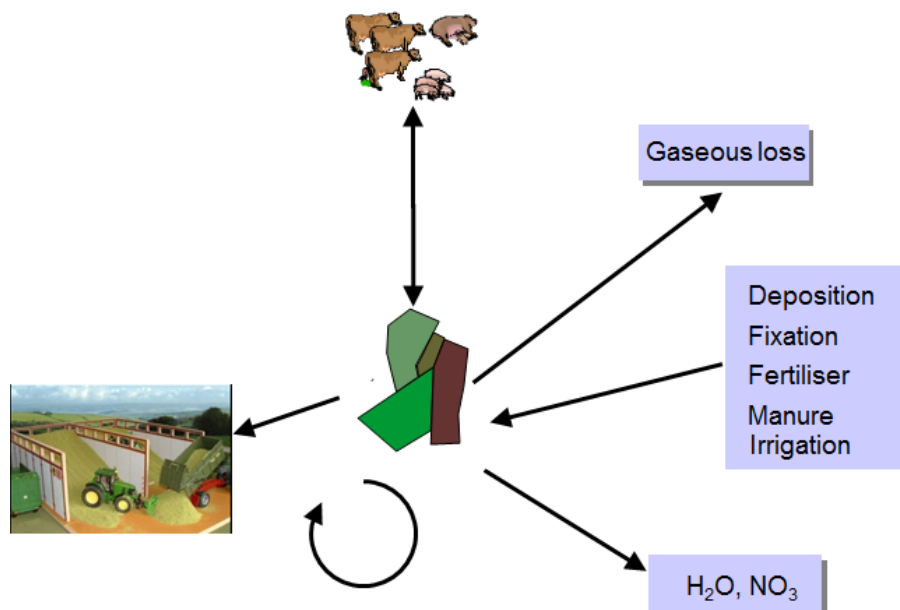 Gaseous loss
Deposition
Fixation
Fertiliser
Manure
Irrigation
H₂O, NO₃